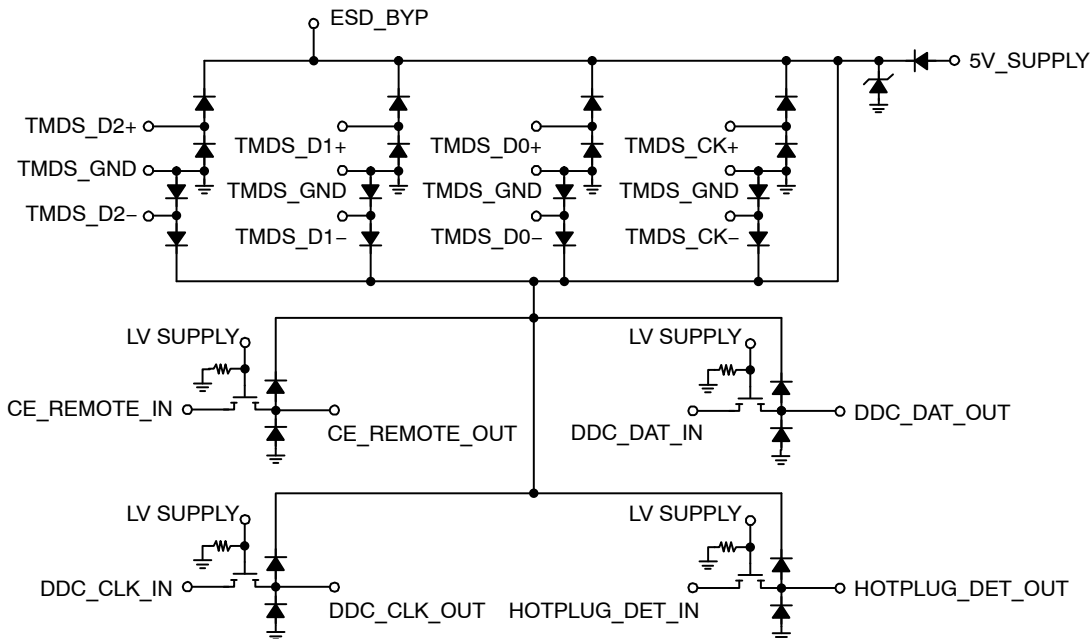 ESD_BYP
5V_SUPPLY
TMDS_D2+
TMDS_D1+
TMDS_D0+
TMDS_CK+
TMDS_GND
TMDS_GND
TMDS_GND
TMDS_GND
TMDS_D2−
TMDS_D1−
TMDS_D0−
TMDS_CK−
LV SUPPLY
LV SUPPLY
CE_REMOTE_IN
CE_REMOTE_OUT
DDC_DAT_IN
DDC_DAT_OUT
LV SUPPLY
LV SUPPLY
DDC_CLK_IN
DDC_CLK_OUT
HOTPLUG_DET_IN
HOTPLUG_DET_OUT